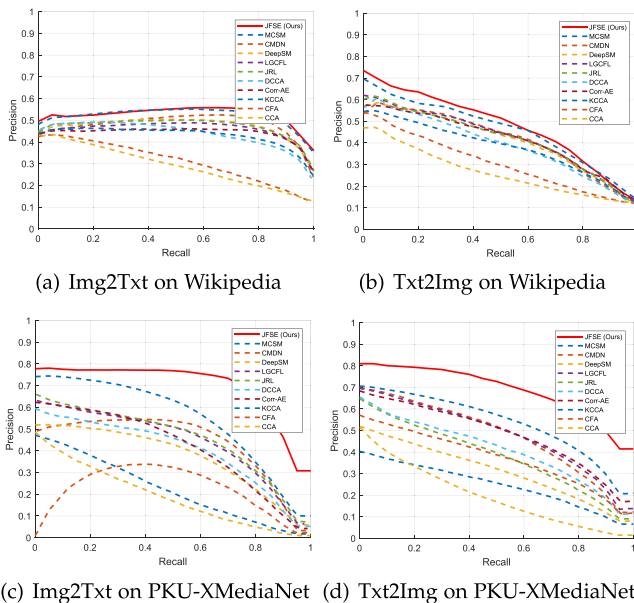 1
0.9
0.8
0.7
0.6
0.5
0.4
0.3
0.2
0.1
0
Precision
0 0.2 0.4 0.6 0.8 1
Recall
JFSE (Ours)
MCSM
CMDN
DeepSM
LGCFL
JRL
DCCA
Corr-AE
KCCA
CFA
CCA
(a) Img2Txt on Wikipedia
1
0.9
0.8
0.7
0.6
0.5
0.4
0.3
0.2
0.1
0
Precision
0 0.2 0.4 0.6 0.8
Recall
JFSE (Ours)
MCSM
CMDN
DeepSM
LGCFL
JRL
DCCA
Corr-AE
KCCA
CFA
CCA
(b) Txt2Img on Wikipedia
1
0.9
0.8
0.7
0.6
0.5
0.4
0.3
0.2
0.1
0
Precision
0 0.2 0.4 0.6 0.8 1
Recall
JFSE (Ours)
MCSM
CMDN
DeepSM
LGCFL
JRL
DCCA
Corr-AE
KCCA
CFA
CCA
(c) Img2Txt on PKU-XMediaNet
1
0.9
0.8
0.7
0.6
0.5
0.4
0.3
0.2
0.1
0
Precision
0 0.2 0.4 0.6 0.8
Recall
JFSE (Ours)
MCSM
CMDN
DeepSM
LGCFL
JRL
DCCA
Corr-AE
KCCA
CFA
CCA
(d) Txt2Img on PKU-XMediaNet